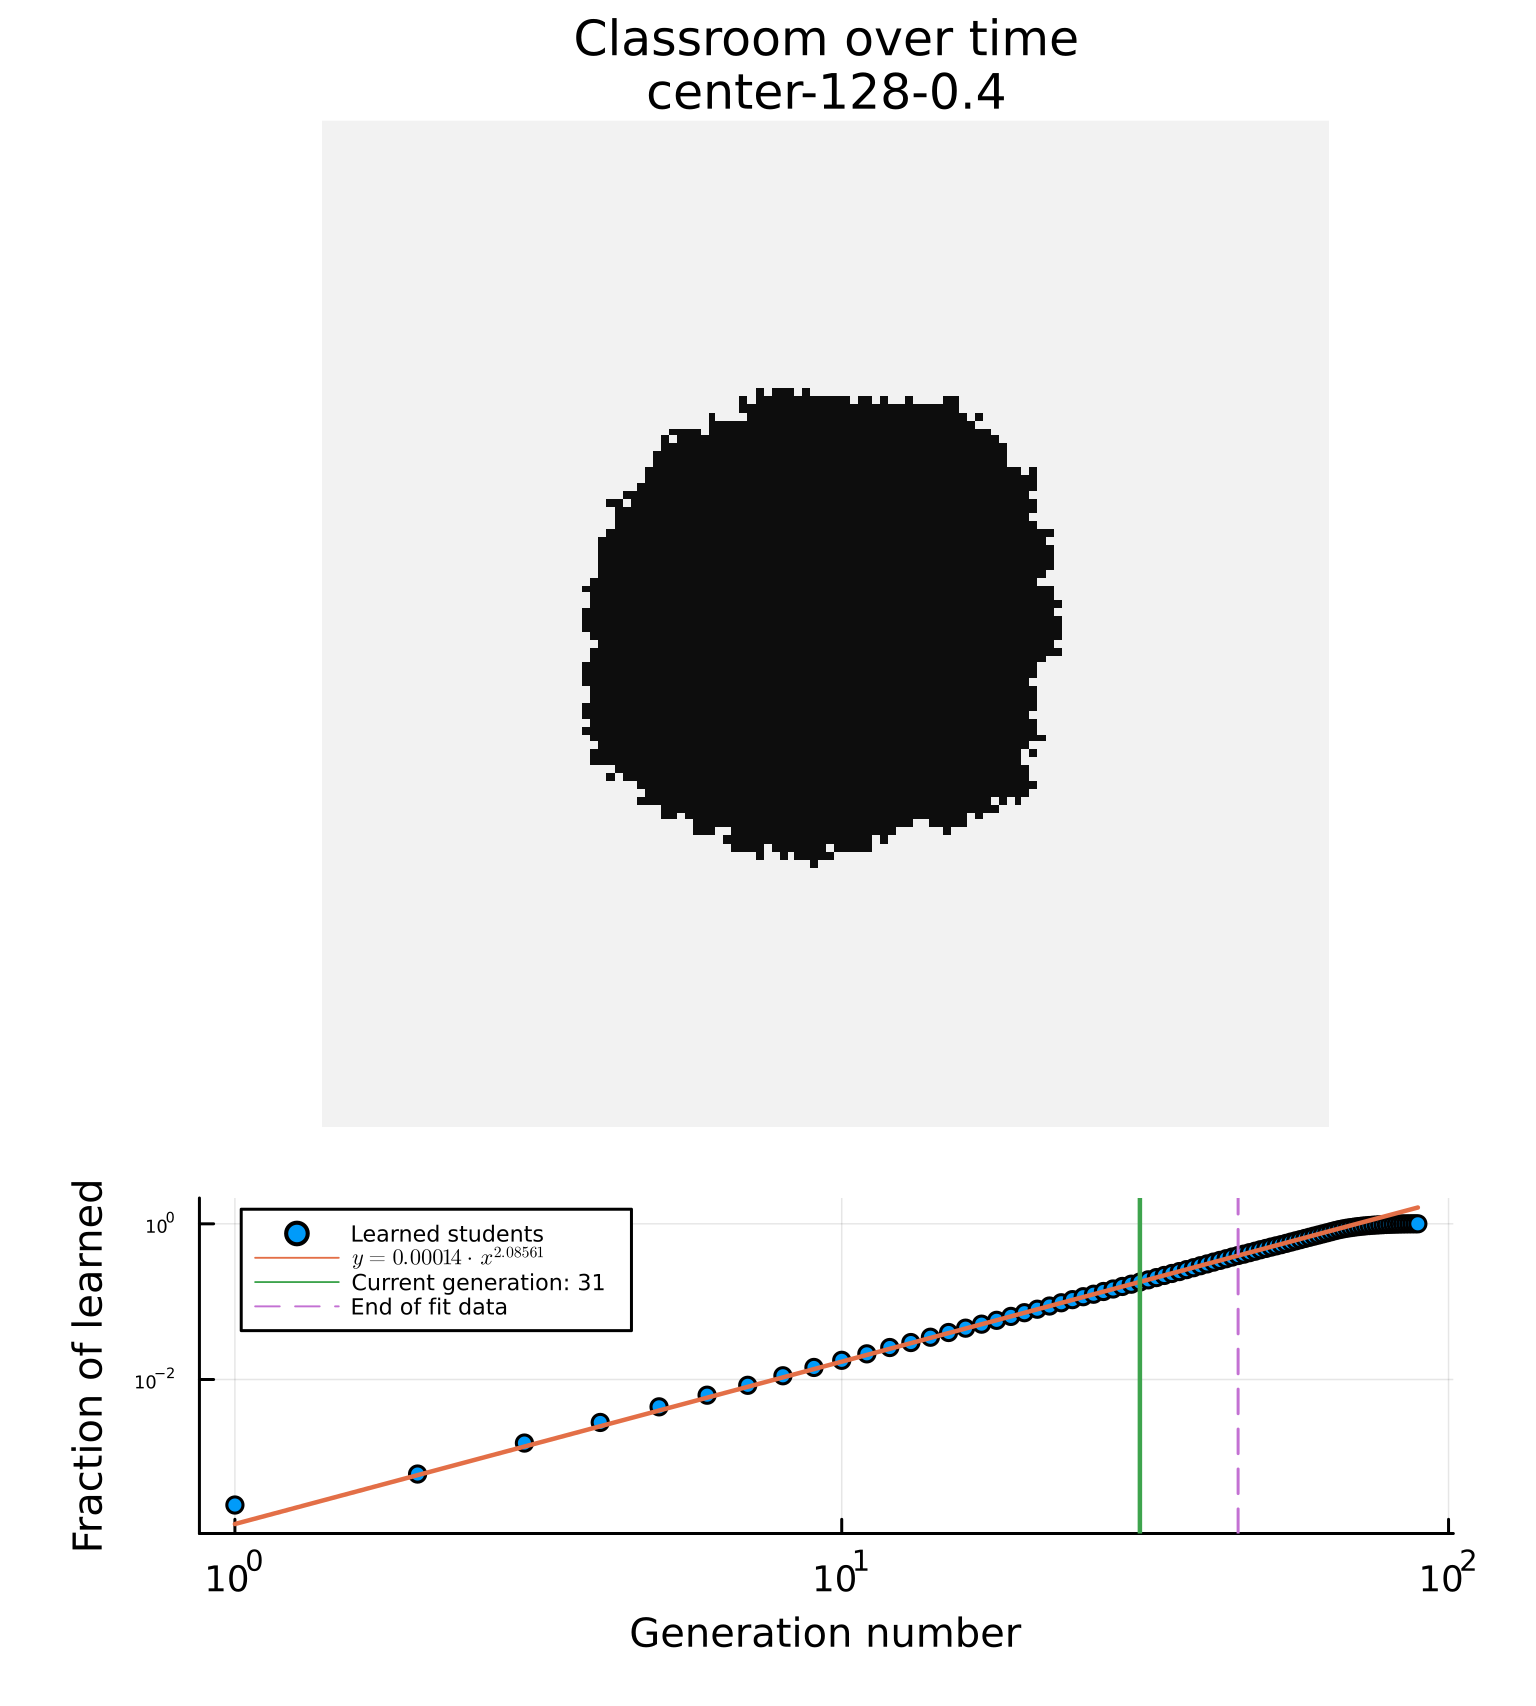 Classroom over time
center-128-0.4
Fraction of learned
10⁰
10⁻²
Learned students
y = 0.00014 · x^2.08561
Current generation: 31
End of fit data
10⁰ 10¹ 10²
Generation number